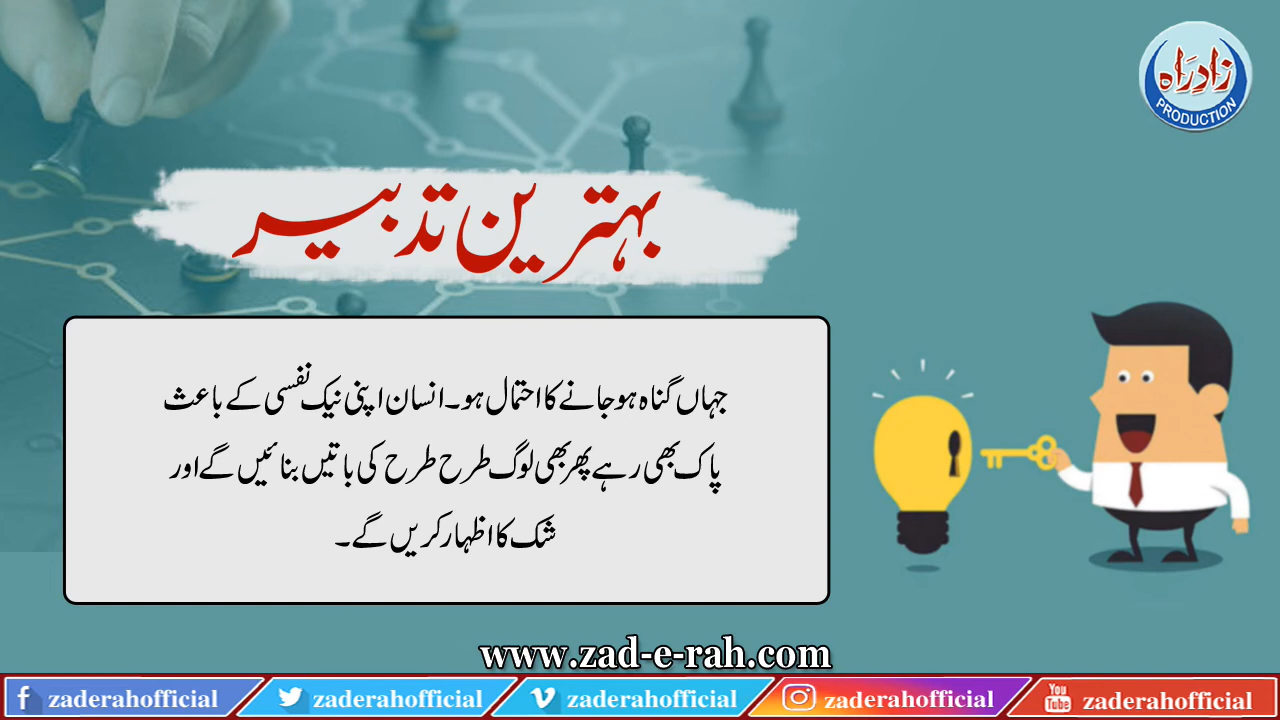 زادِرَاہ
PRODUCTION
بہترین تدبیر
جہاں گناہ ہو جانے کا احتمال ہو۔ انسان اپنی نیک نفسی کے باعث
پاک بھی رہے پھر بھی لوگ طرح طرح کی باتیں بنائیں گے اور
شک کا اظہار کریں گے۔
www.zad-e-rah.com
f zaderahofficial zaderahofficial zaderahofficial zaderahofficial You Tube zaderahofficial